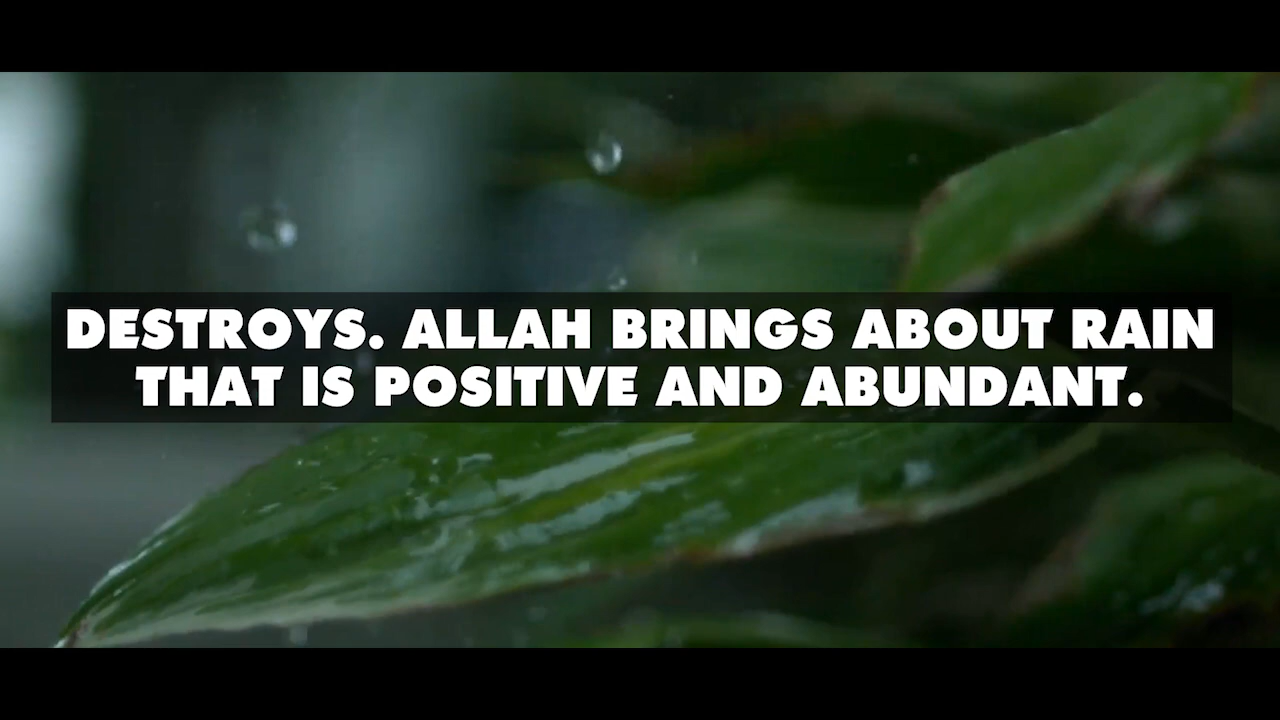 DESTROYS. ALLAH BRINGS ABOUT RAIN
THAT IS POSITIVE AND ABUNDANT.